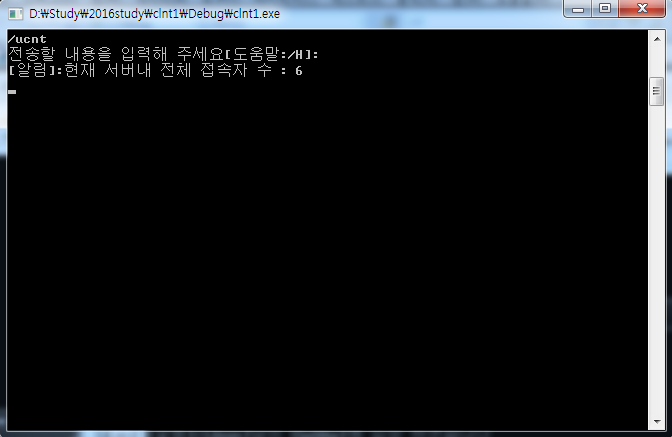 D:₩Study₩2016study₩clnt1₩Debug₩clnt1.exe
/ucnt
전송할 내용을 입력해 주세요[도움말:/H]:
[알림]:현재 서버내 전체 접속자 수 : 6